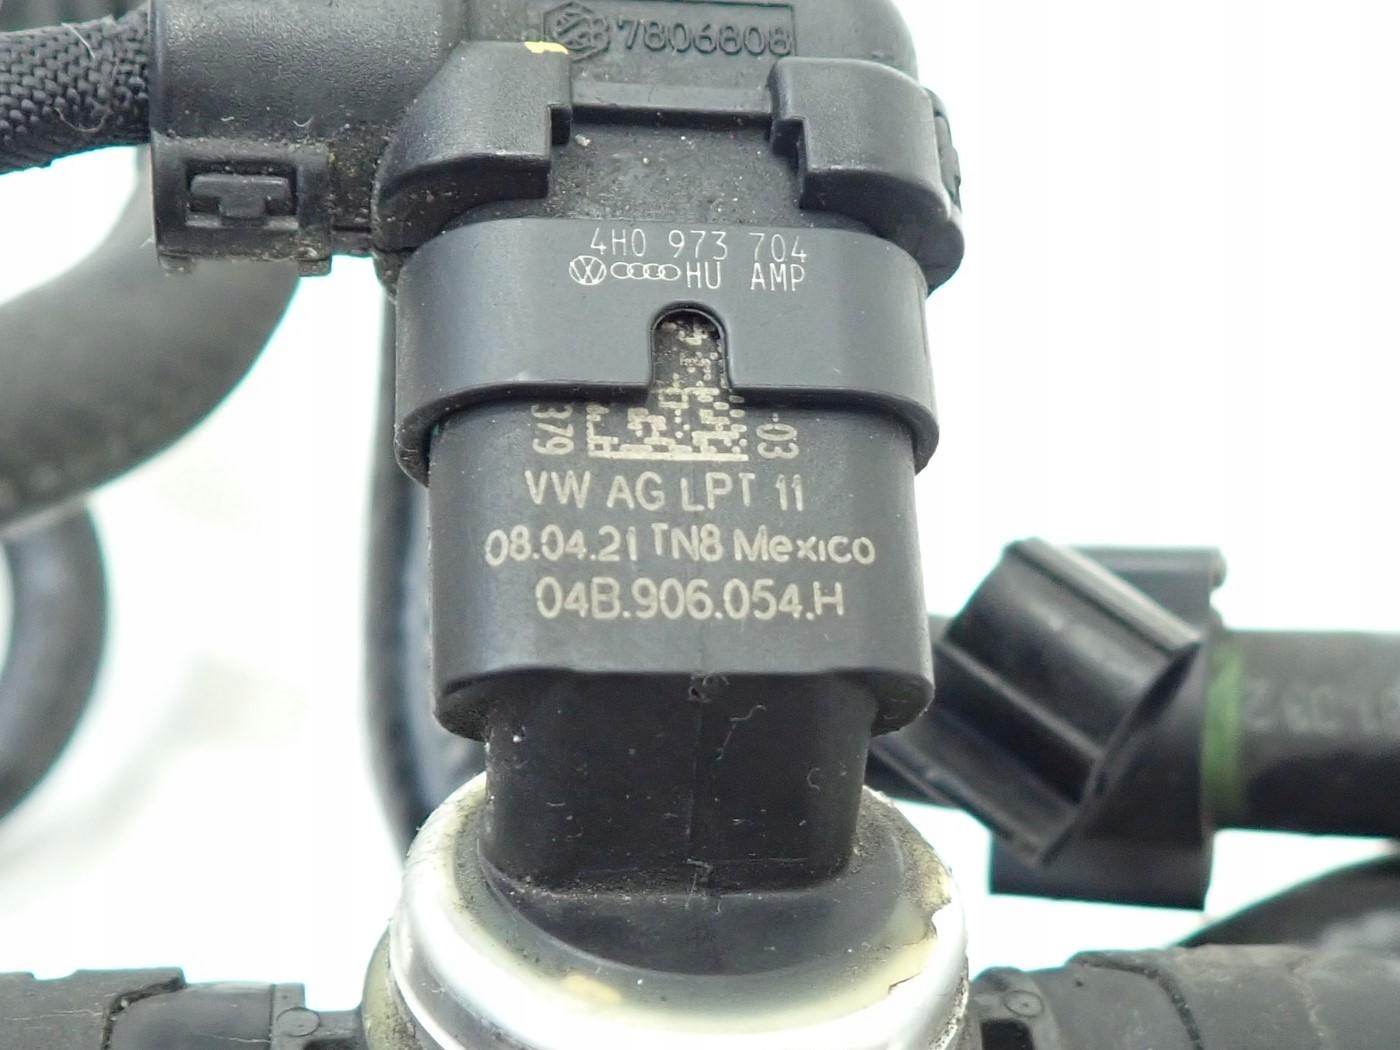 7806808
4H0 973 704
HU AMP
379
-03
VW AG LPT 11
08.04.21 TN8 Mexico
04B.906.054.H